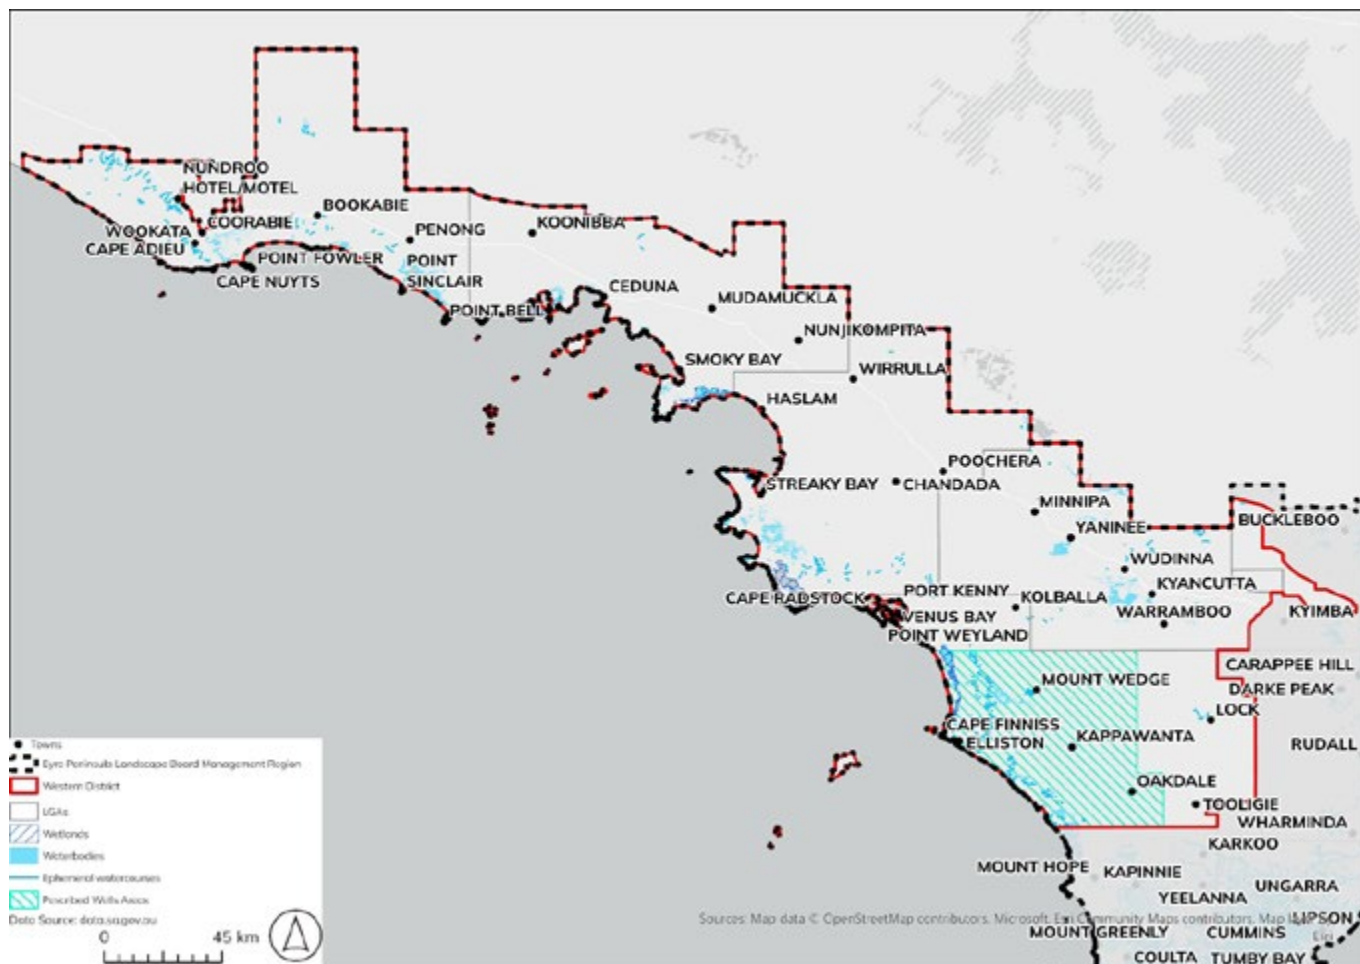 NUNDROO
HOTEL/MOTEL
BOOKABIE
COORABIE
WOOKATA
PENONG
KOONIBBA
CAPE ADIEU
POINT FOWLER
POINT
SINCLAIR
CAPE NUYTS
CEDUNA
MUDAMUCKLA
POINT BELL
NUNJIKOMPITA
SMOKY BAY
WIRRULLA
HASLAM
POOCHERA
STREAKY BAY
CHANDADA
MINNIPA
BUCKLEBOO
YANINEE
WUDINNA
KYANCUTTA
PORT KENNY
CAPE RADSTOCK
KOLBALLA
VENUS BAY
WARRAMBOO
KYIMBA
POINT WEYLAND
CARAPPEE HILL
MOUNT WEDGE
DARKE PEAK
LOCK
CAPE FINNISS
ELLISTON
KAPPAWANTA
RUDALL
OAKDALE
TOOLIGIE
WHARMINDA
KARKOO
MOUNT HOPE
KAPINNIE
YEELANNA
UNGARRA
LIPSON
MOUNT GREENLY
CUMMINS
COULTA
TUMBY BAY
Towns
Eyre Peninsula Landscape Board Management Region
Western District
LGAs
Wetlands
Waterbodies
Ephemeral watercourses
Prescribed Wells Areas
Data Source: data.sa.gov.au
0 45 km
Sources: Map data © OpenStreetMap contributors, Microsoft, Esri Community Maps contributors, Map
Esri